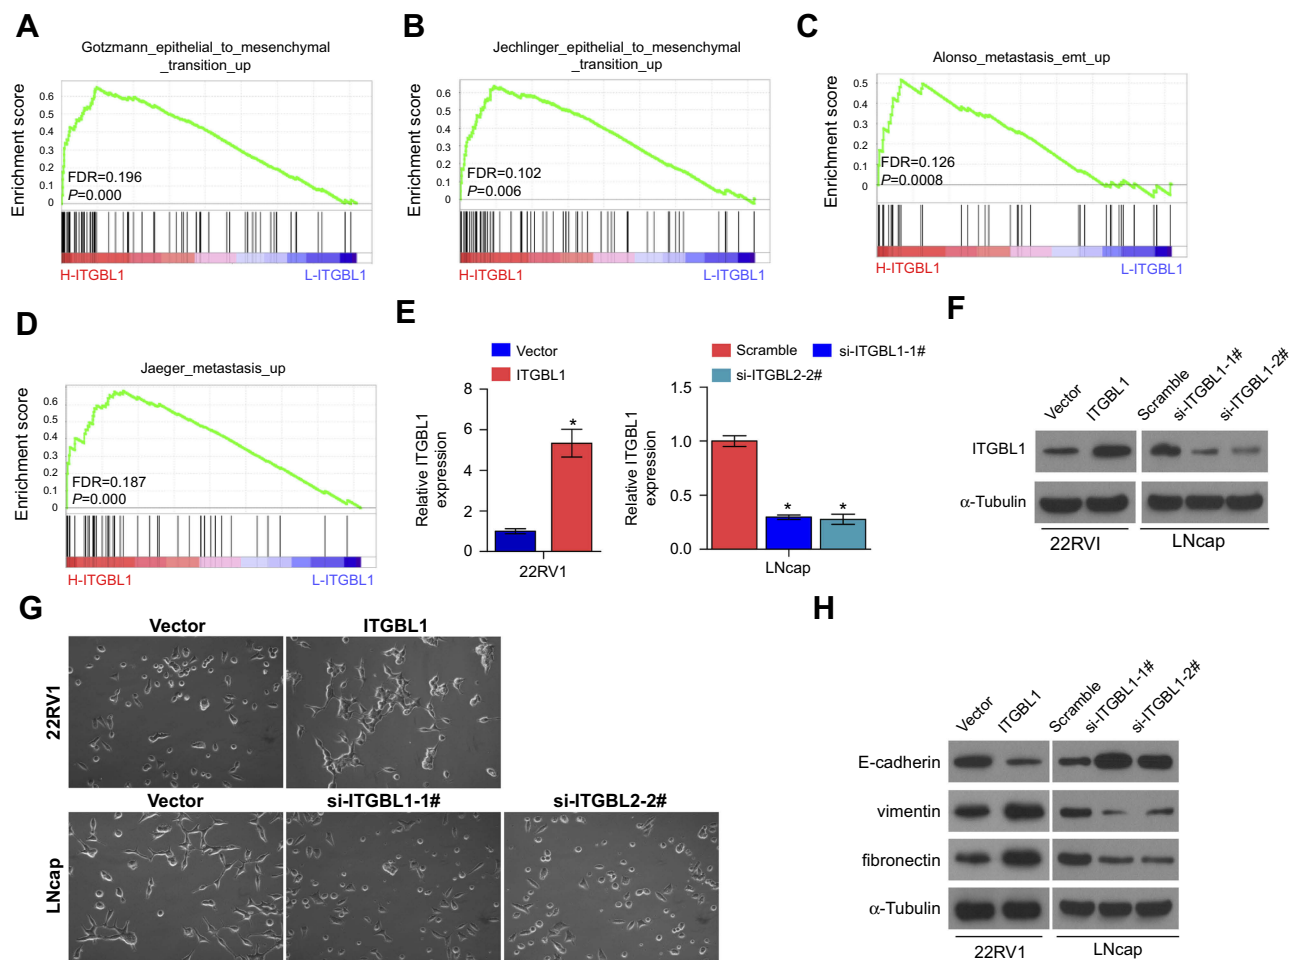 A
Gotzmann_epithelial_to_mesenchymal
_transition_up
Enrichment score
0.6
0.5
0.4
0.3
0.2
0.1
0
FDR=0.196
P=0.000
H-ITGBL1
L-ITGBL1
B
Jechlinger_epithelial_to_mesenchymal
_transition_up
Enrichment score
0.6
0.5
0.4
0.3
0.2
0.1
0
FDR=0.102
P=0.006
H-ITGBL1
L-ITGBL1
C
Alonso_metastasis_emt_up
Enrichment score
0.5
0.4
0.3
0.2
0.1
0
FDR=0.126
P=0.0008
H-ITGBL1
L-ITGBL1
D
Jaeger_metastasis_up
Enrichment score
0.6
0.5
0.4
0.3
0.2
0.1
0
FDR=0.187
P=0.000
H-ITGBL1
L-ITGBL1
E
Vector
ITGBL1
Relative ITGBL1
expression
8
6
4
2
0
*
22RV1
Scramble
si-ITGBL1-1#
si-ITGBL2-2#
Relative ITGBL1
expression
1.5
1.0
0.5
0.0
*
*
LNcap
F
Vector
ITGBL1
Scramble
si-ITGBL1-1#
si-ITGBL1-2#
ITGBL1
α-Tubulin
22RVI
LNcap
G
Vector
ITGBL1
22RV1
Vector
si-ITGBL1-1#
si-ITGBL2-2#
LNcap
H
Vector
ITGBL1
Scramble
si-ITGBL1-1#
si-ITGBL1-2#
E-cadherin
vimentin
fibronectin
α-Tubulin
22RV1
LNcap